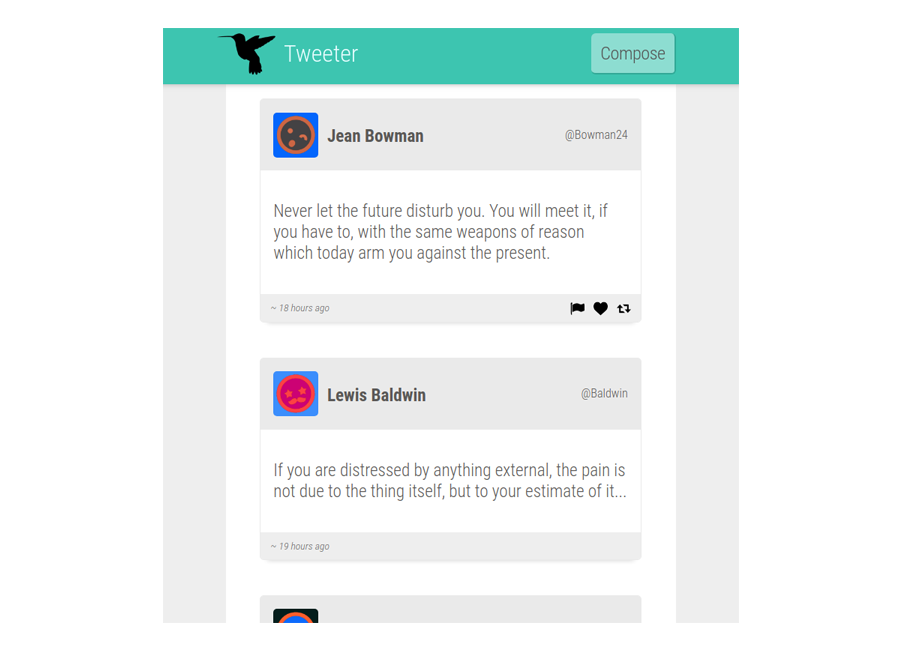 Tweeter
Compose
Jean Bowman
@Bowman24
Never let the future disturb you. You will meet it, if
you have to, with the same weapons of reason
which today arm you against the present.
~ 18 hours ago
Lewis Baldwin
@Baldwin
If you are distressed by anything external, the pain is
not due to the thing itself, but to your estimate of it...
~ 19 hours ago